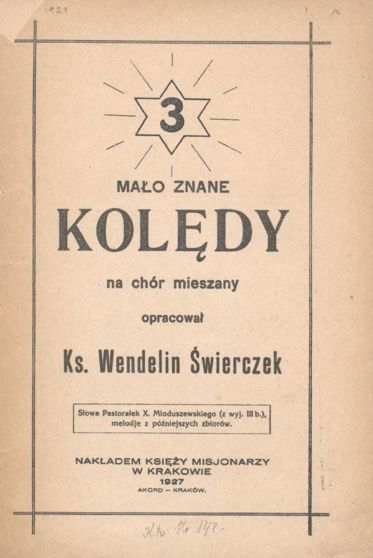 1921
3
MAŁO ZNANE
KOLĘDY
na chór mieszany
opracował
Ks. Wendelin Świerczek
Słowa Pastorałek X. Mioduszewskiego (z wyj. III b.),
melodje z późniejszych zbiorów.
NAKŁADEM KSIĘŻY MISJONARZY
W KRAKOWIE
1927
AKORD – KRAKÓW.